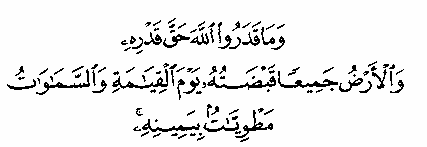 وَمَا قَدَرُوا۟ ٱللَّهَ حَقَّ قَدْرِهِۦ
وَٱلْأَرْضُ جَمِيعًا قَبْضَتُهُۥ يَوْمَ ٱلْقِيَـٰمَةِ وَٱلسَّمَـٰوَٰتُ
مَطْوِيَّـٰتٌۢ بِيَمِينِهِۦ ۚ